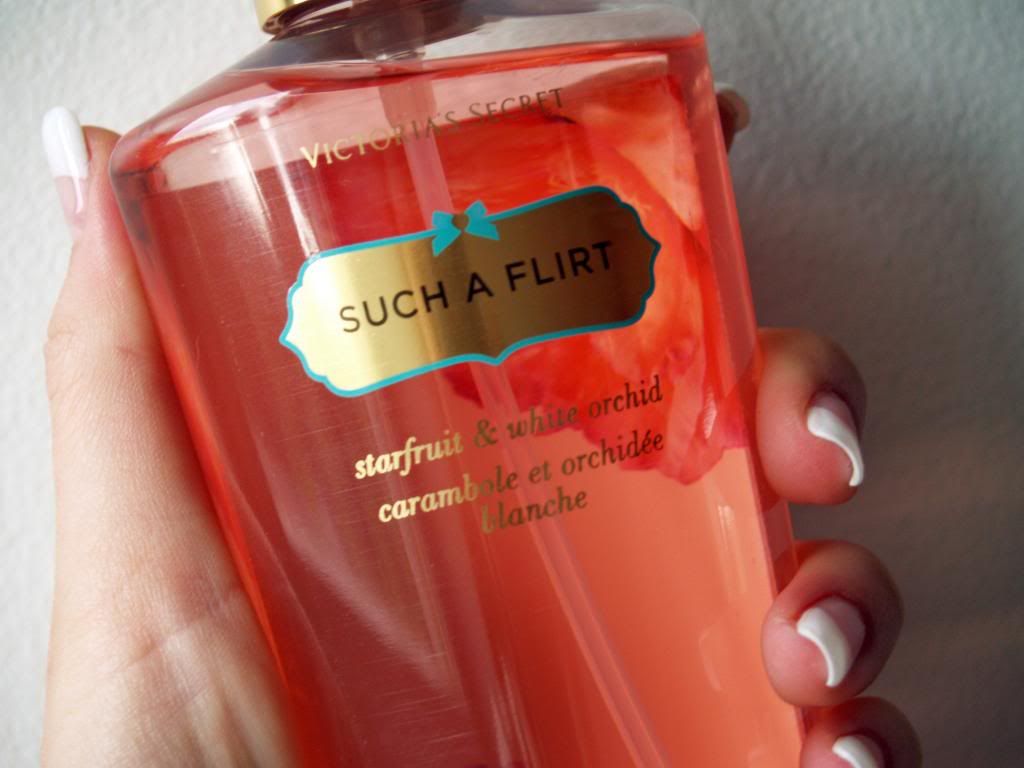 VICTORIA'S SECRET
SUCH A FLIRT
starfruit & white orchid
carambole et orchidée
blanche